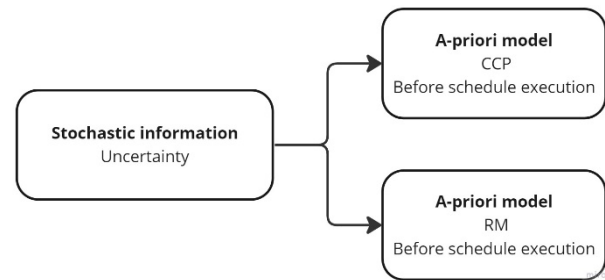 A-priori model
CCP
Before schedule execution
Stochastic information
Uncertainty
A-priori model
RM
Before schedule execution